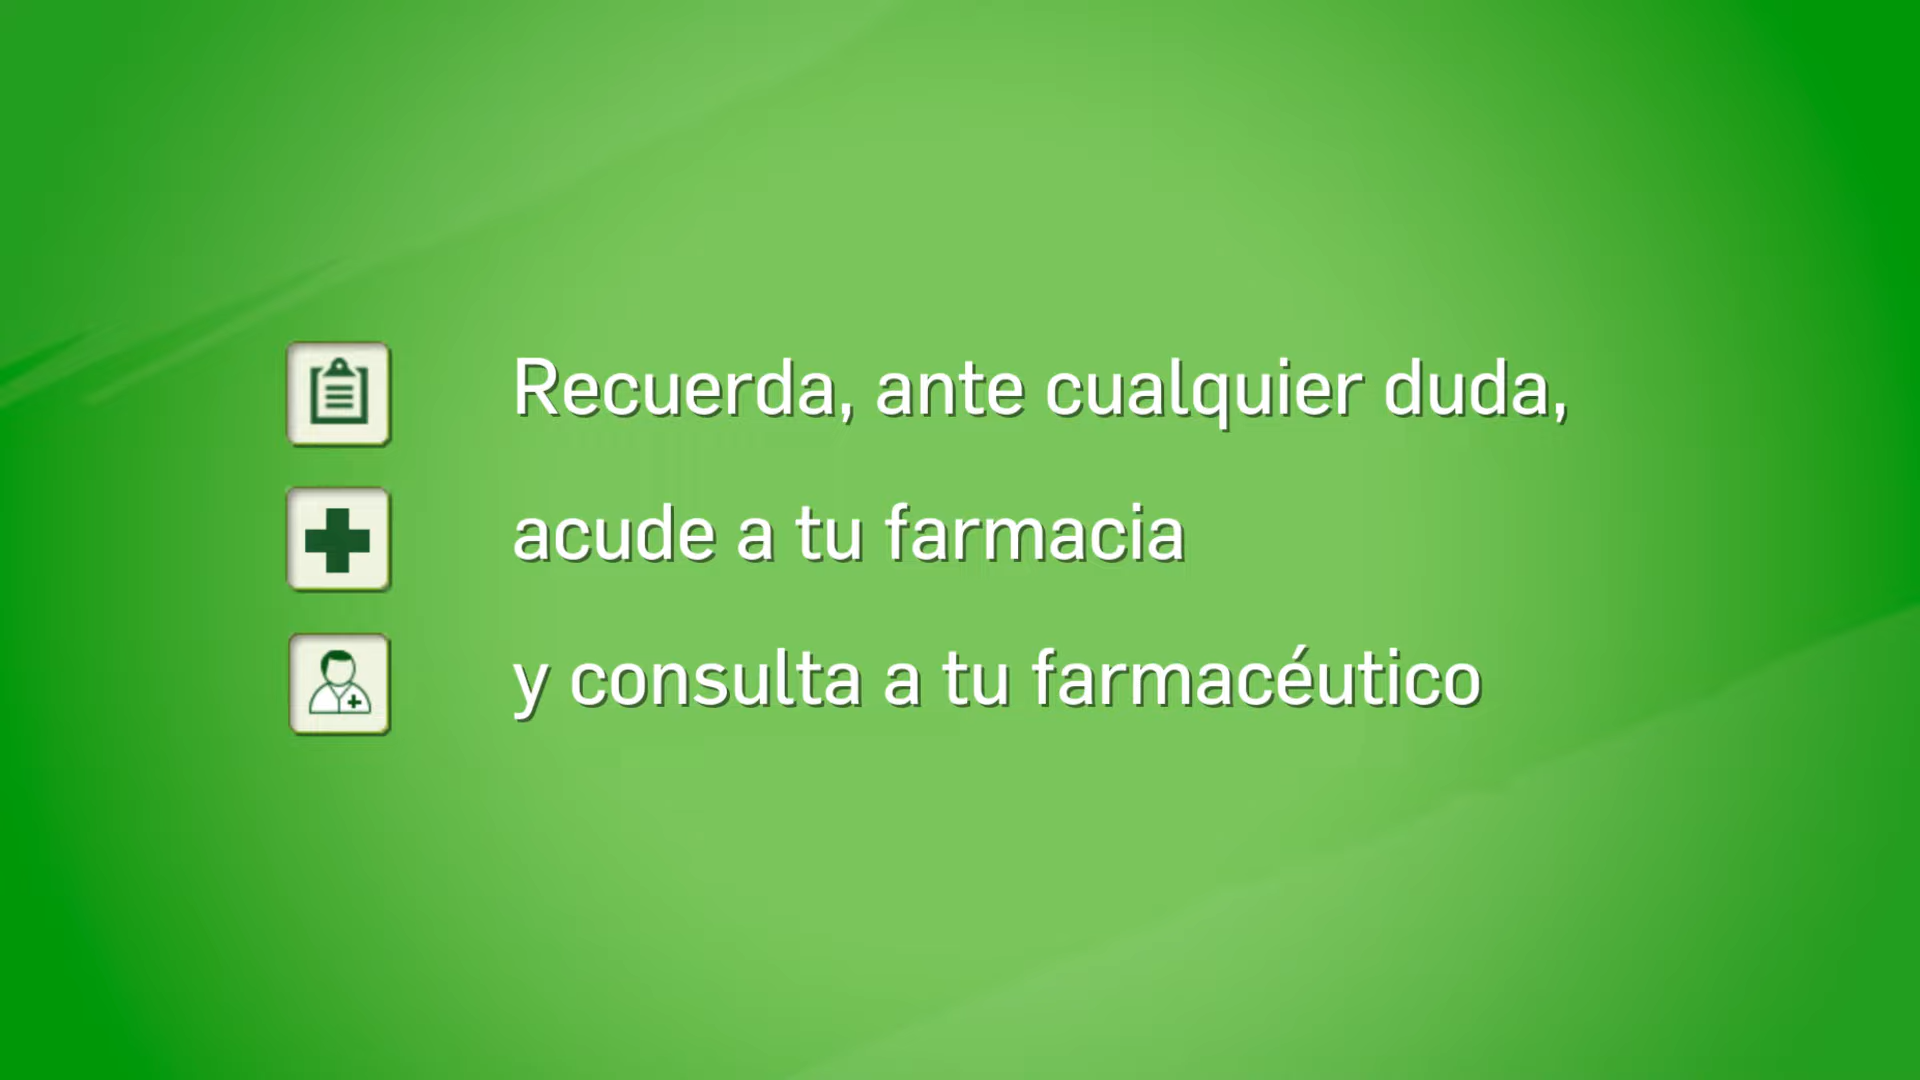 Recuerda, ante cualquier duda,
acude a tu farmacia
y consulta a tu farmacéutico